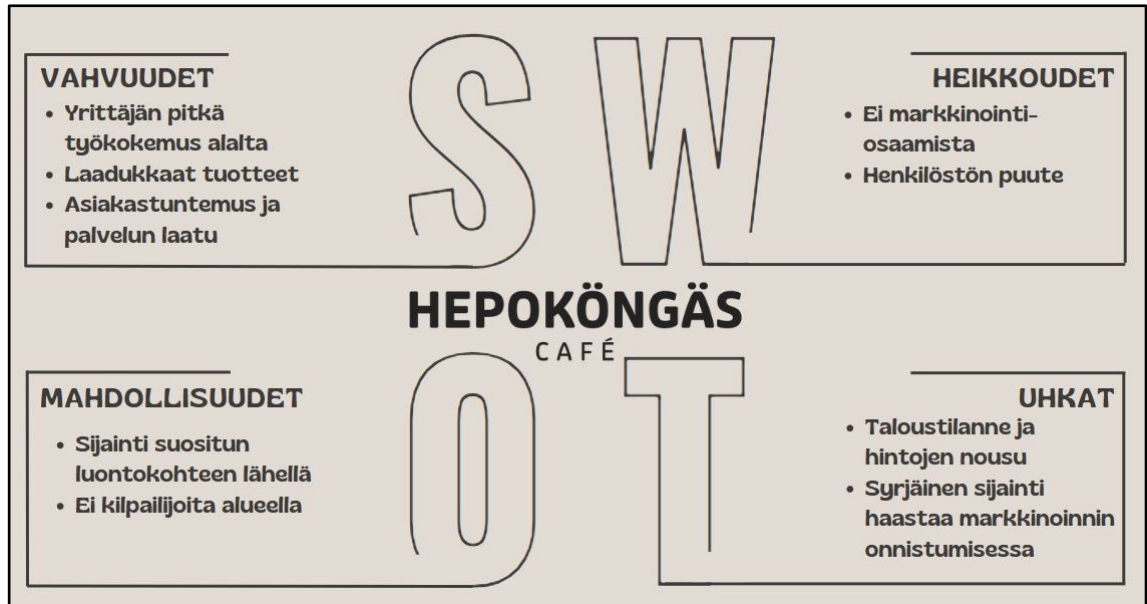 S W
VAHVUUDET
• Yrittäjän pitkä
työkokemus alalta
• Laadukkaat tuotteet
• Asiakastuntemus ja
palvelun laatu
HEIKKOUDET
• Ei markkinointi-
osaamista
• Henkilöstön puute
HEPOKÖNGÄS
CAFÉ
O T
MAHDOLLISUUDET
• Sijainti suositun
luontokohteen lähellä
• Ei kilpailijoita alueella
UHKAT
• Taloustilanne ja
hintojen nousu
• Syrjäinen sijainti
haastaa markkinoinnin
onnistumisessa